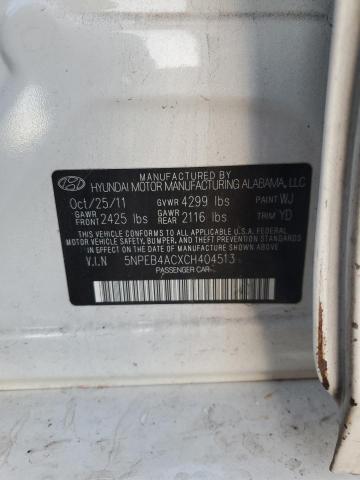 MANUFACTURED BY
HYUNDAI MOTOR MANUFACTURING ALABAMA, LLC
Oct/25/11 GVWR 4299 lbs PAINT WJ
GAWR FRONT 2425 lbs GAWR REAR 2116 lbs TRIM YD
THIS VEHICLE CONFORMS TO ALL APPLICABLE U.S.A. FEDERAL
MOTOR VEHICLE SAFETY, BUMPER, AND THEFT PREVENTION
STANDARDS IN EFFECT ON THE DATE OF MANUFACTURE SHOWN ABOVE.
V.I.N 5NPEB4ACXCH404513
PASSENGER CAR